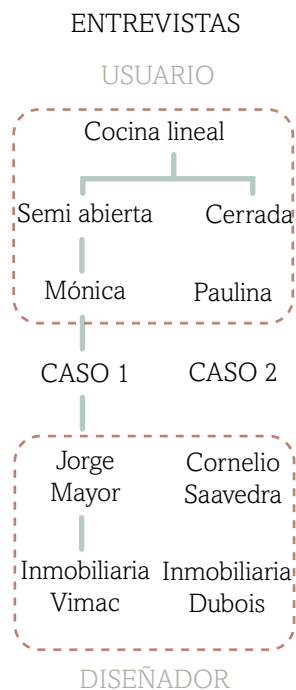 ENTREVISTAS
USUARIO
Cocina lineal
Semi abierta
Cerrada
Mónica
Paulina
CASO 1
CASO 2
Jorge
Mayor
Cornelio
Saavedra
Inmobiliaria
Vimac
Inmobiliaria
Dubois
DISEÑADOR